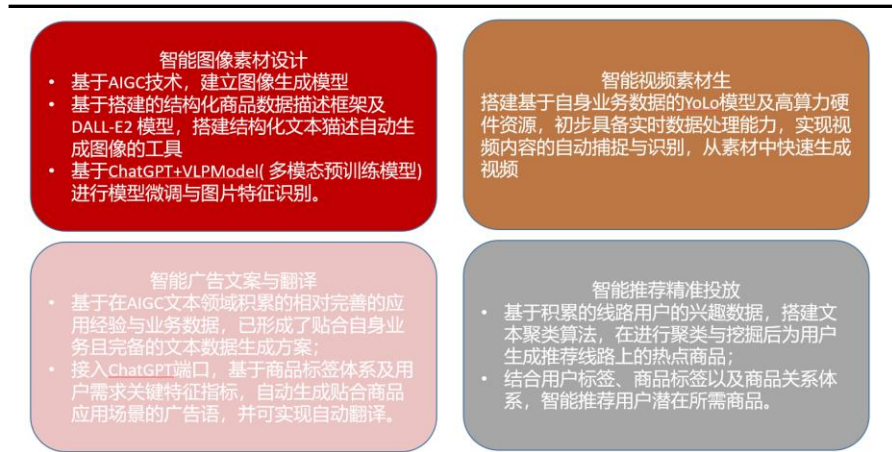 智能图像素材设计
• 基于AIGC技术，建立图像生成模型
• 基于搭建的结构化商品数据描述框架及
DALL-E2 模型，搭建结构化文本猫述自动生
成图像的工具
• 基于ChatGPT+VLPModel( 多模态预训练模型)
进行模型微调与图片特征识别。
智能视频素材生
搭建基于自身业务数据的YoLo模型及高算力硬
件资源，初步具备实时数据处理能力，实现视
频内容的自动捕捉与识别，从素材中快速生成
视频
智能广告文案与翻译
• 基于在AIGC文本领域积累的相对完善的应
用经验与业务数据，已形成了贴合自身业
务且完备的文本数据生成方案；
• 接入ChatGPT端口，基于商品标签体系及用
户需求关键特征指标，自动生成贴合商品
应用场景的广告语，并可实现自动翻译。
智能推荐精准投放
• 基于积累的线路用户的兴趣数据，搭建文
本聚类算法，在进行聚类与挖掘后为用户
生成推荐线路上的热点商品；
• 结合用户标签、商品标签以及商品关系体
系，智能推荐用户潜在所需商品。